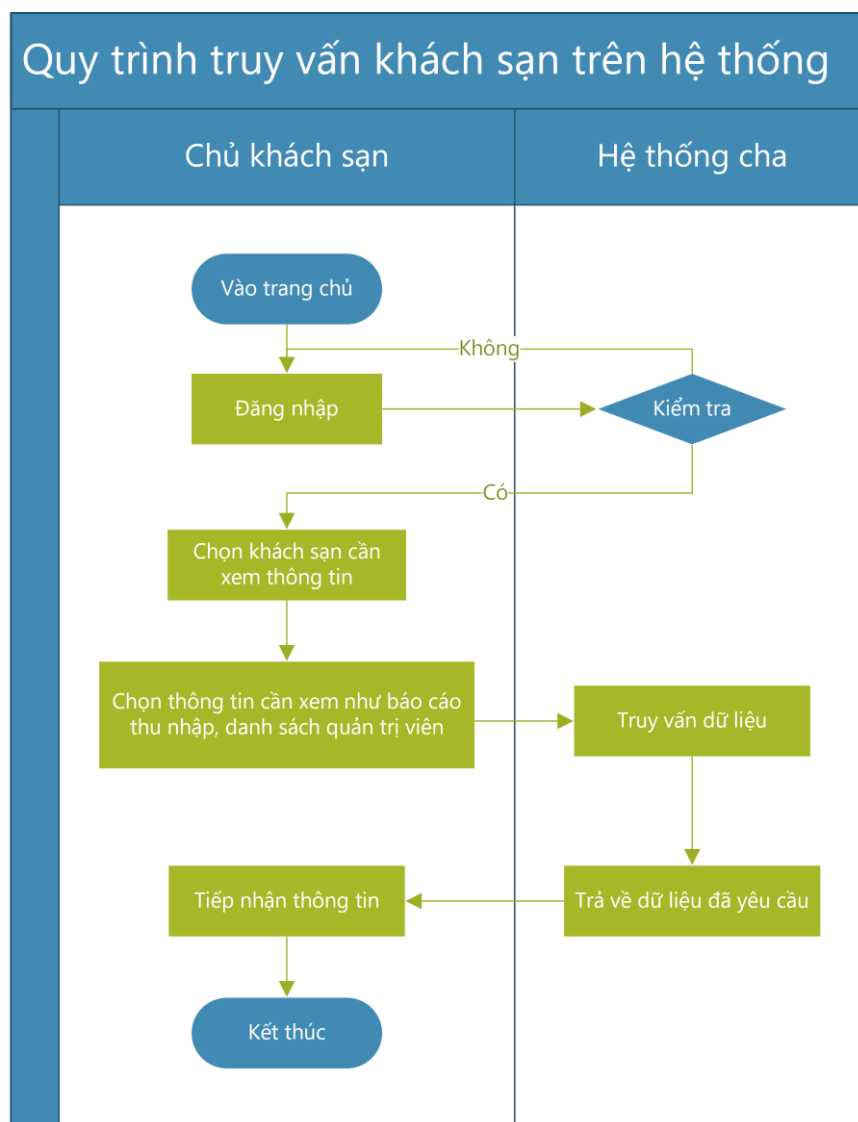 Quy trình truy vấn khách sạn trên hệ thống
Chủ khách sạn
Hệ thống cha
Vào trang chủ
Không
Đăng nhập
Kiểm tra
Có
Chọn khách sạn cần
xem thông tin
Chọn thông tin cần xem như báo cáo
thu nhập, danh sách quản trị viên
Truy vấn dữ liệu
Tiếp nhận thông tin
Trả về dữ liệu đã yêu cầu
Kết thúc